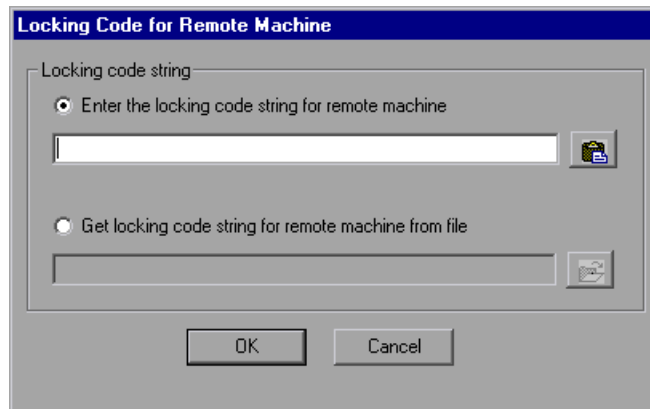 Locking Code for Remote Machine
Locking code string
Enter the locking code string for remote machine
Get locking code string for remote machine from file
OK Cancel